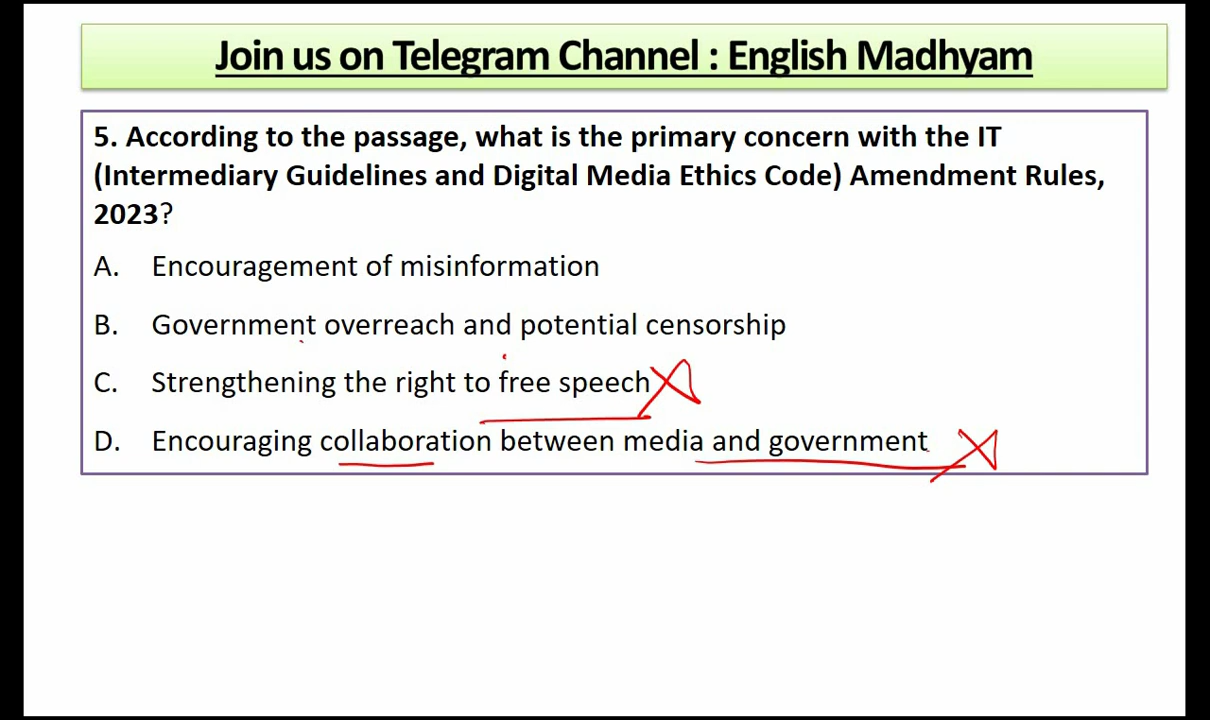 Join us on Telegram Channel : English Madhyam
5. According to the passage, what is the primary concern with the IT
(Intermediary Guidelines and Digital Media Ethics Code) Amendment Rules,
2023?
A. Encouragement of misinformation
B. Government overreach and potential censorship
C. Strengthening the right to free speech
D. Encouraging collaboration between media and government